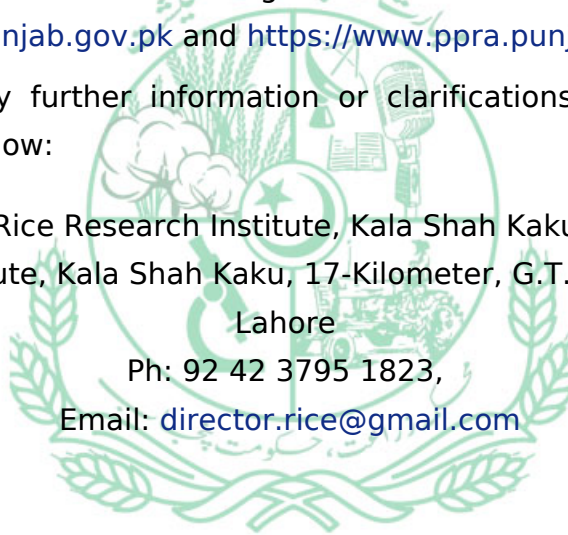 njab.gov.pk and https://www.ppra.punj
y further information or clarifications
ow:
Rice Research Institute, Kala Shah Kaku
ute, Kala Shah Kaku, 17-Kilometer, G.T.
Lahore
Ph: 92 42 3795 1823,
Email: director.rice@gmail.com